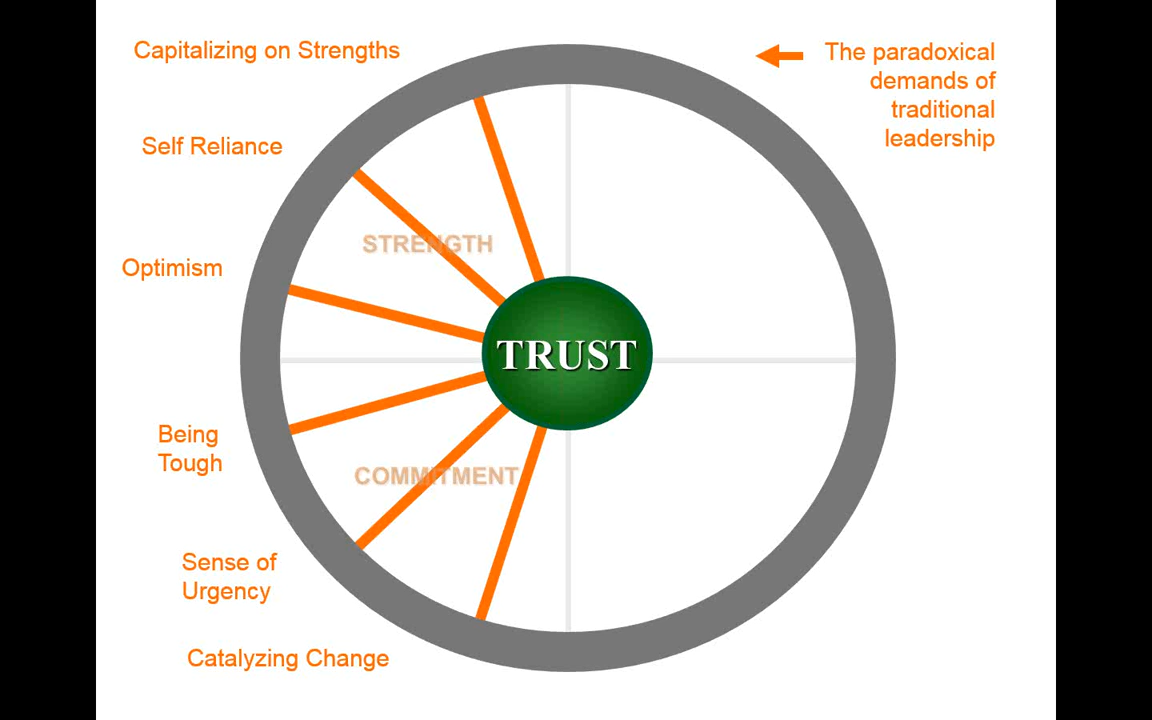 Capitalizing on Strengths
The paradoxical
demands of
traditional
leadership
Self Reliance
STRENGTH
Optimism
TRUST
Being
Tough
COMMITMENT
Sense of
Urgency
Catalyzing Change